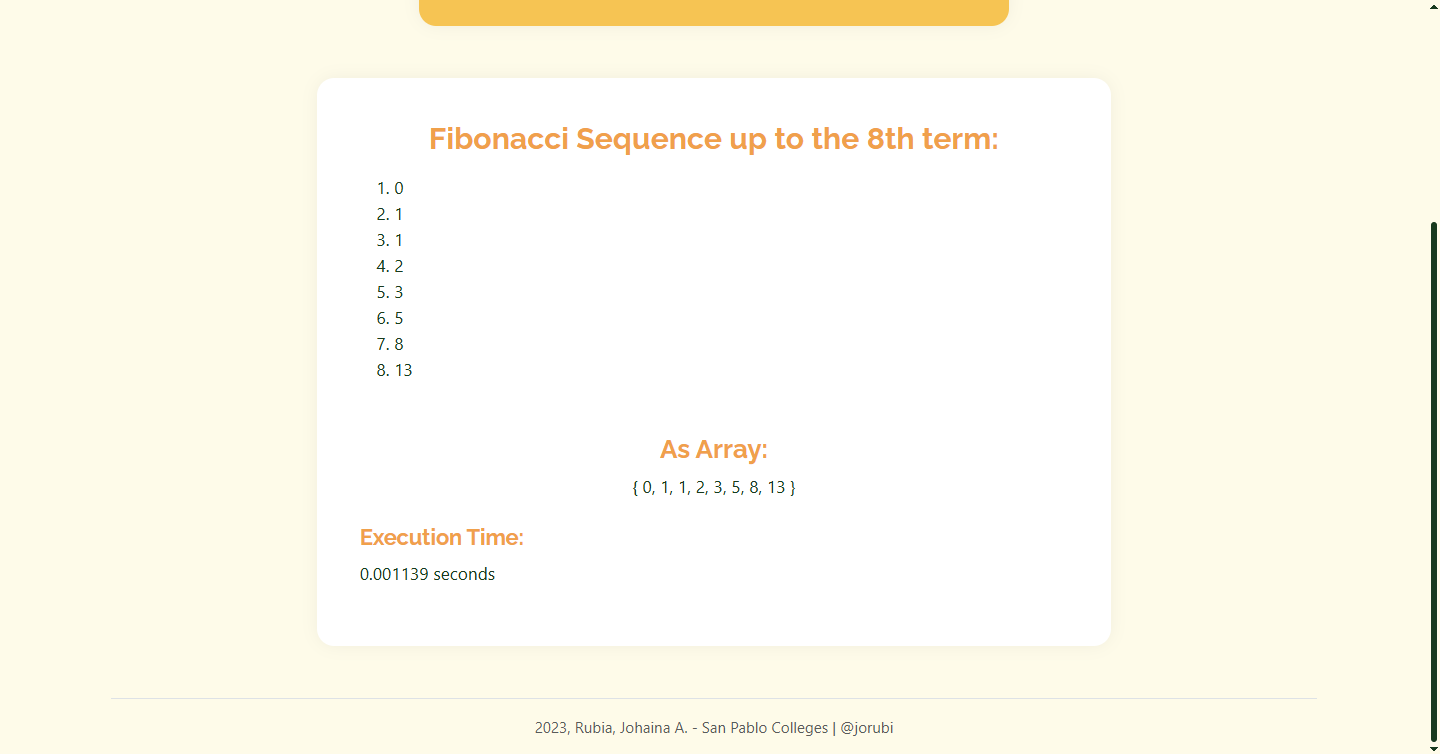 Fibonacci Sequence up to the 8th term:
1. 0
2. 1
3. 1
4. 2
5. 3
6. 5
7. 8
8. 13
As Array:
{ 0, 1, 1, 2, 3, 5, 8, 13 }
Execution Time:
0.001139 seconds
2023, Rubia, Johaina A. - San Pablo Colleges | @jorubi